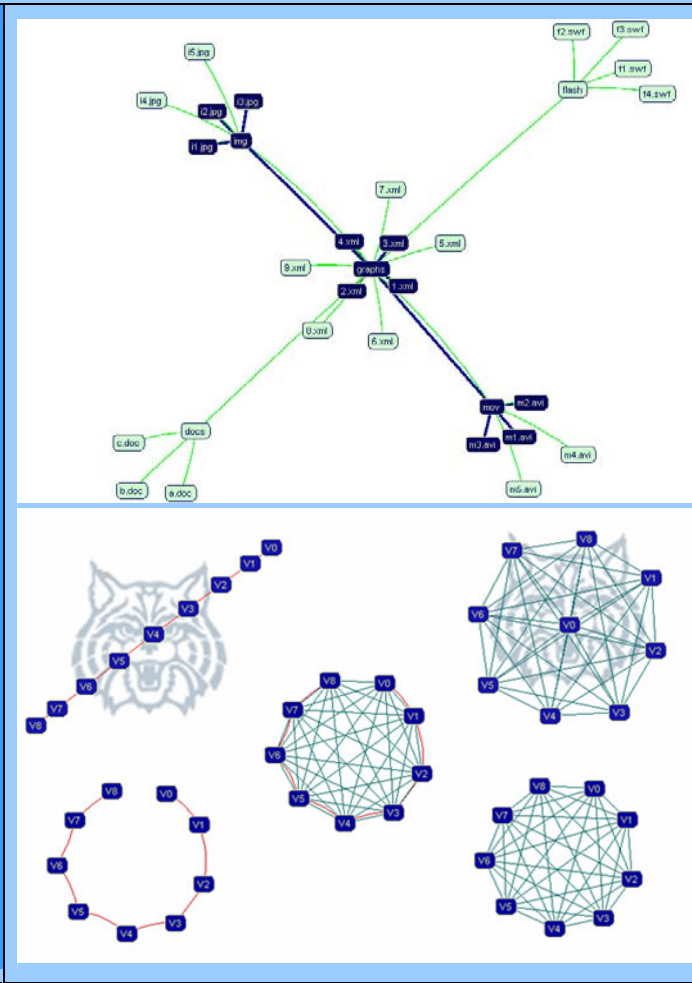 f2.swf
f3.swf
i5.jpg
f1.swf
flash
f4.swf
i4.jpg
i3.jpg
i2.jpg
img
i1.jpg
7.xml
4.xml
3.xml
5.xml
9.xml
graphs
1.xml
2.xml
8.xml
6.xml
mov
m2.avi
docs
m1.avi
c.doc
m3.avi
m4.avi
b.doc
a.doc
m5.avi
V0
V1
V2
V3
V4
V5
V6
V7
V8
V8
V7
V1
V6
V0
V2
V5
V4
V3
V8
V0
V7
V1
V6
V2
V5
V3
V4
V8
V0
V7
V1
V6
V2
V5
V3
V4
V8
V0
V7
V1
V6
V2
V5
V3
V4